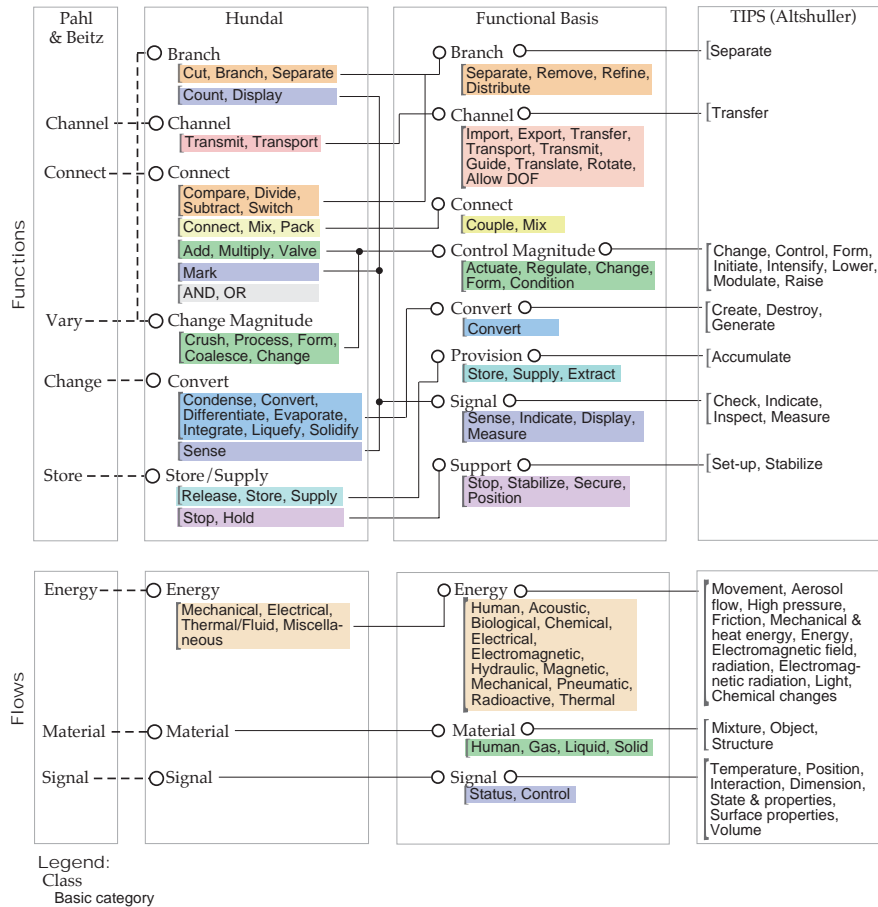 Pahl
& Beitz
Hundal
Functional Basis
TIPS (Altshuller)
Functions
Channel
Connect
Vary
Change
Store
Branch
Cut, Branch, Separate
Count, Display
Channel
Transmit, Transport
Connect
Compare, Divide,
Subtract, Switch
Connect, Mix, Pack
Add, Multiply, Valve
Mark
AND, OR
Change Magnitude
Crush, Process, Form,
Coalesce, Change
Convert
Condense, Convert,
Differentiate, Evaporate,
Integrate, Liquefy, Solidify
Sense
Store/Supply
Release, Store, Supply
Stop, Hold
Branch
Separate, Remove, Refine,
Distribute
Channel
Import, Export, Transfer,
Transport, Transmit,
Guide, Translate, Rotate,
Allow DOF
Connect
Couple, Mix
Control Magnitude
Actuate, Regulate, Change,
Form, Condition
Convert
Convert
Provision
Store, Supply, Extract
Signal
Sense, Indicate, Display,
Measure
Support
Stop, Stabilize, Secure,
Position
Separate
Transfer
Change, Control, Form,
Initiate, Intensify, Lower,
Modulate, Raise
Create, Destroy,
Generate
Accumulate
Check, Indicate,
Inspect, Measure
Set-up, Stabilize
Flows
Energy
Material
Signal
Energy
Mechanical, Electrical,
Thermal/Fluid, Miscella-
neous
Material
Signal
Energy
Human, Acoustic,
Biological, Chemical,
Electrical,
Electromagnetic,
Hydraulic, Magnetic,
Mechanical, Pneumatic,
Radioactive, Thermal
Material
Human, Gas, Liquid, Solid
Signal
Status, Control
Movement, Aerosol
flow, High pressure,
Friction, Mechanical &
heat energy, Energy,
Electromagnetic field,
radiation, Electromag-
netic radiation, Light,
Chemical changes
Mixture, Object,
Structure
Temperature, Position,
Interaction, Dimension,
State & properties,
Surface properties,
Volume
Legend:
Class
Basic category